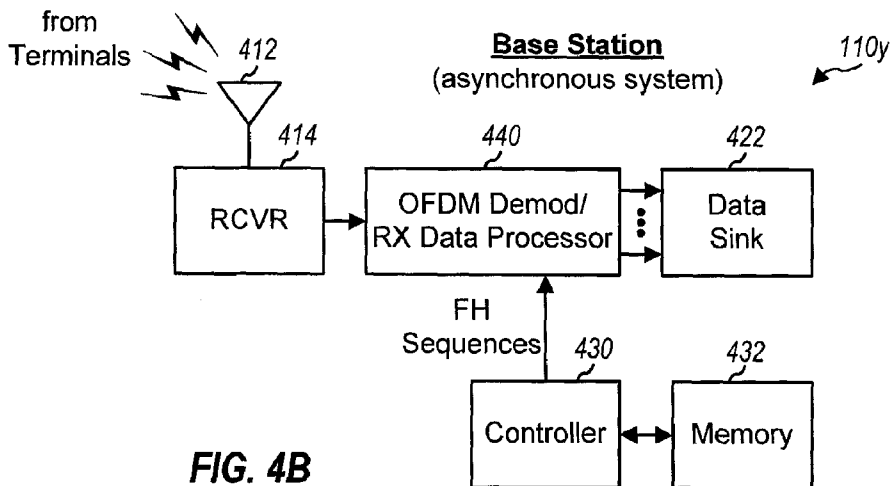 from
Terminals
412
Base Station
(asynchronous system)
110y
414
RCVR
440
OFDM Demod/
RX Data Processor
422
Data
Sink
FH
Sequences
430
Controller
432
Memory
FIG. 4B